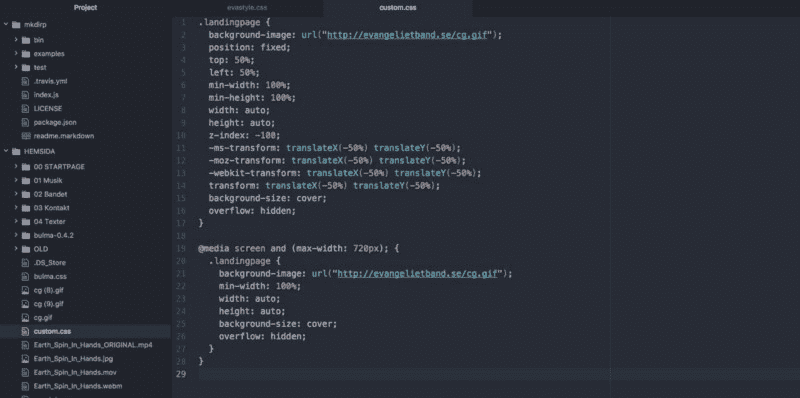 Project
evastyle.css
custom.css
mkdirp
bin
examples
test
.travis.yml
index.js
LICENSE
package.json
readme.markdown
HEMSIDA
00 STARTPAGE
01 Musik
02 Bandet
03 Kontakt
04 Texter
bulma-0.4.2
OLD
.DS_Store
bulma.css
cg (8).gif
cg (9).gif
cg.gif
custom.css
Earth_Spin_In_Hands_ORIGINAL.mp4
Earth_Spin_In_Hands.jpg
Earth_Spin_In_Hands.mov
Earth_Spin_In_Hands.webm
1 .landingpage {
2 background-image: url("http://evangelietband.se/cg.gif");
3 position: fixed;
4 top: 50%;
5 left: 50%;
6 min-width: 100%;
7 min-height: 100%;
8 width: auto;
9 height: auto;
10 z-index: -100;
11 -ms-transform: translateX(-50%) translateY(-50%);
12 -moz-transform: translateX(-50%) translateY(-50%);
13 -webkit-transform: translateX(-50%) translateY(-50%);
14 transform: translateX(-50%) translateY(-50%);
15 background-size: cover;
16 overflow: hidden;
17 }
18
19 @media screen and (max-width: 720px); {
20 .landingpage {
21 background-image: url("http://evangelietband.se/cg.gif");
22 min-width: 100%;
23 width: auto;
24 height: auto;
25 background-size: cover;
26 overflow: hidden;
27 }
28 }
29